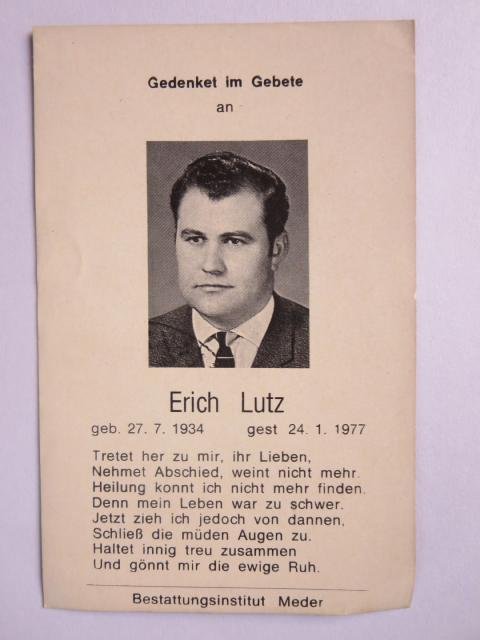 Gedenket im Gebete
an
Erich Lutz
geb. 27. 7. 1934 gest 24. 1. 1977
Tretet her zu mir, ihr Lieben,
Nehmet Abschied, weint nicht mehr.
Heilung konnt ich nicht mehr finden.
Denn mein Leben war zu schwer.
Jetzt zieh ich jedoch von dannen,
Schließ die müden Augen zu.
Haltet innig treu zusammen
Und gönnt mir die ewige Ruh.
Bestattungsinstitut Meder